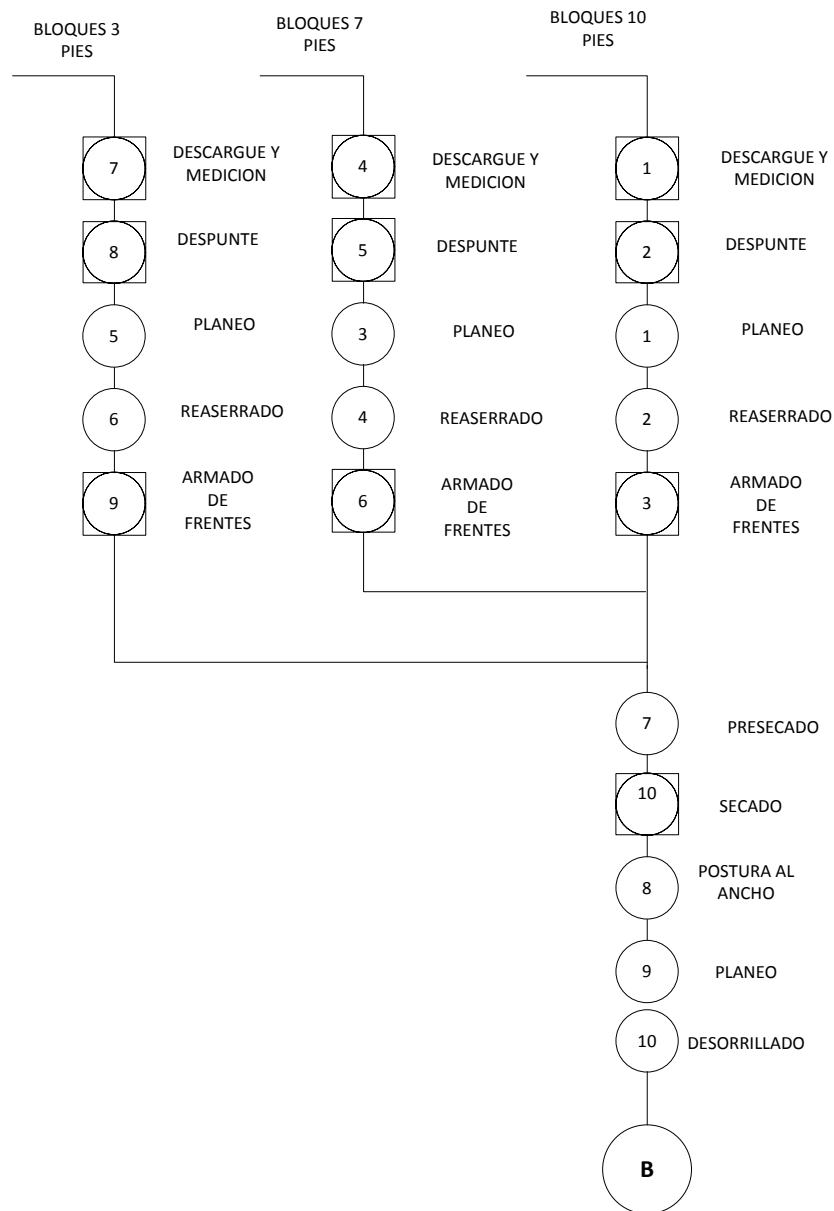 BLOQUES 3
PIES
BLOQUES 7
PIES
BLOQUES 10
PIES
7
DESCARGUE Y
MEDICION
4
DESCARGUE Y
MEDICION
1
DESCARGUE Y
MEDICION
8
DESPUNTE
5
DESPUNTE
2
DESPUNTE
5
PLANEO
3
PLANEO
1
PLANEO
6
REASERRADO
4
REASERRADO
2
REASERRADO
9
ARMADO
DE
FRENTES
6
ARMADO
DE
FRENTES
3
ARMADO
DE
FRENTES
7
PRESECADO
10
SECADO
8
POSTURA AL
ANCHO
9
PLANEO
10
DESORRILLADO
B